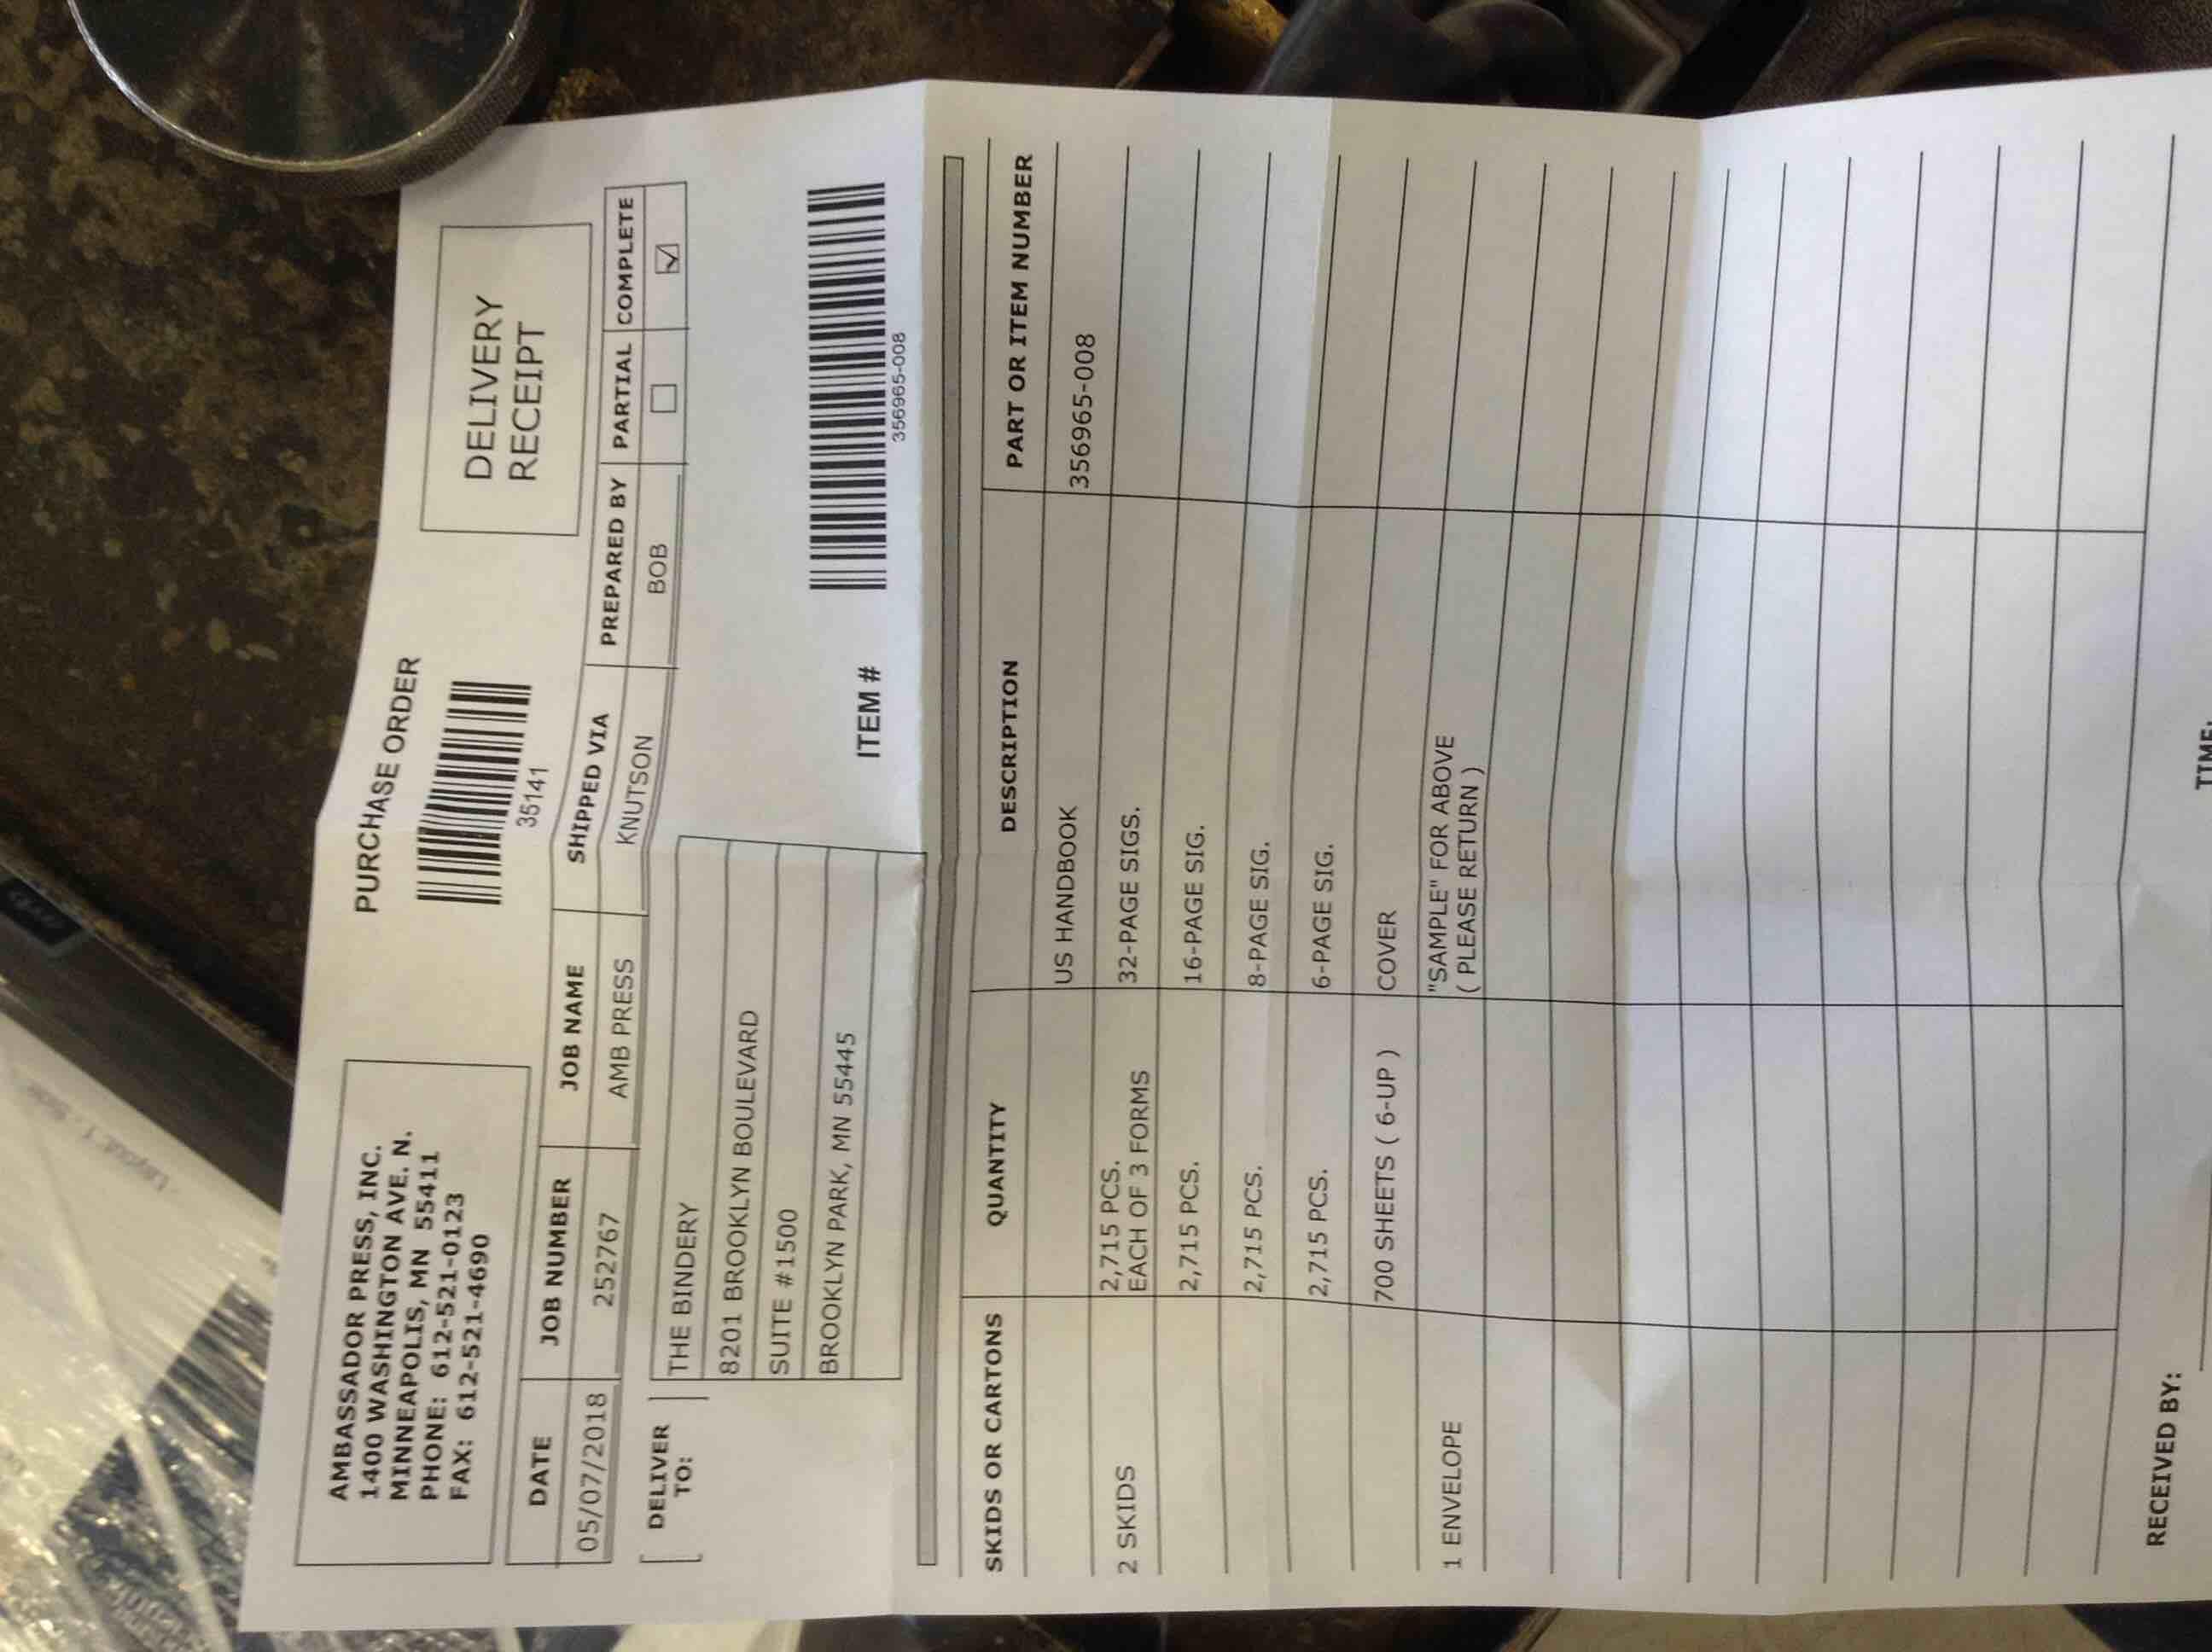 AMBASSADOR PRESS, INC.
1400 WASHINGTON AVE. N.
MINNEAPOLIS, MN 55411
PHONE: 612-521-0123
FAX: 612-521-4690
PURCHASE ORDER
35141
DELIVERY
RECEIPT
DATE JOB NUMBER JOB NAME SHIPPED VIA PREPARED BY PARTIAL COMPLETE
05/07/2018 252767 AMB PRESS KNUTSON BOB
DELIVER
TO:
THE BINDERY
8201 BROOKLYN BOULEVARD
SUITE #1500
BROOKLYN PARK, MN 55445
ITEM #
356965-008
SKIDS OR CARTONS QUANTITY DESCRIPTION PART OR ITEM NUMBER
US HANDBOOK 356965-008
2 SKIDS 2,715 PCS. 32-PAGE SIGS.
EACH OF 3 FORMS
2,715 PCS. 16-PAGE SIG.
2,715 PCS. 8-PAGE SIG.
2,715 PCS. 6-PAGE SIG.
700 SHEETS ( 6-UP ) COVER
1 ENVELOPE "SAMPLE" FOR ABOVE
( PLEASE RETURN )
RECEIVED BY: TIME: